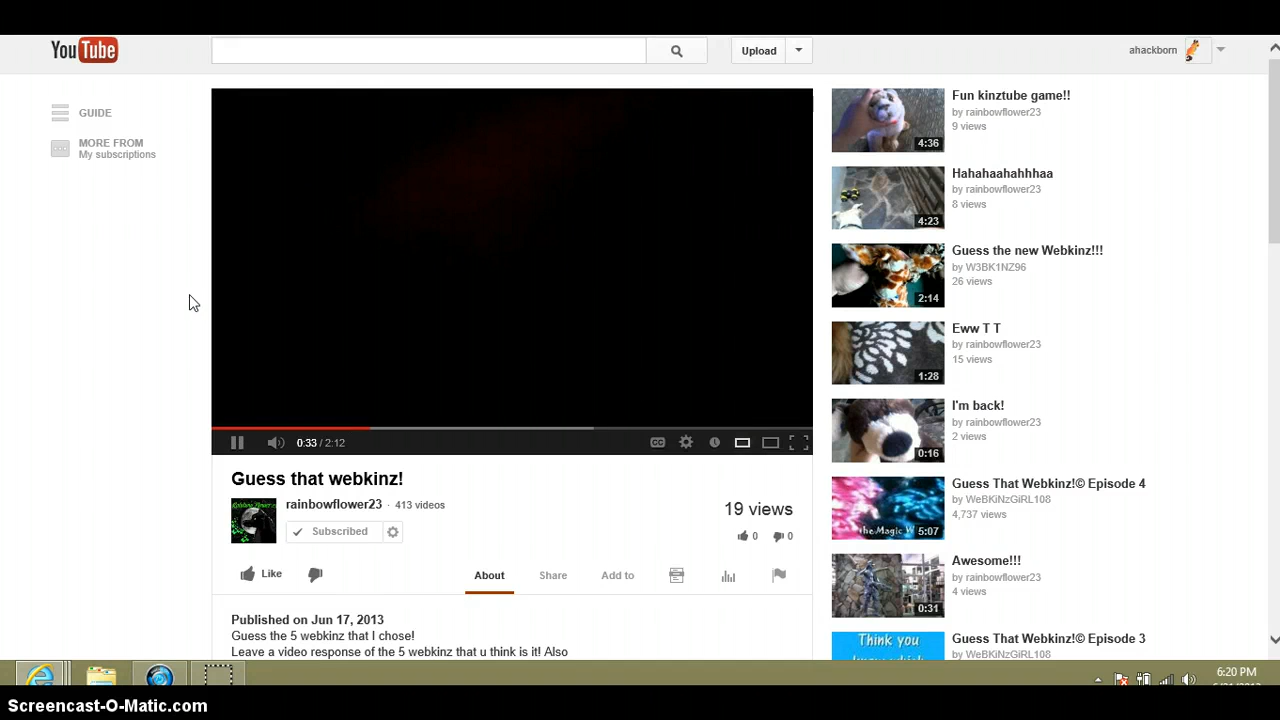 YouTube
Upload
ahackborn
GUIDE
MORE FROM
My subscriptions
0:33 / 2:12
CC
Guess that webkinz!
rainbowflower23 · 413 videos
Subscribed
19 views
0 0
Like
About Share Add to
Published on Jun 17, 2013
Guess the 5 webkinz that I chose!
Leave a video response of the 5 webkinz that u think is it! Also
4:36
Fun kinztube game!!
by rainbowflower23
9 views
4:23
Hahahaahahhhaa
by rainbowflower23
8 views
2:14
Guess the new Webkinz!!!
by W3BK1NZ96
26 views
1:28
Eww T T
by rainbowflower23
15 views
0:16
I'm back!
by rainbowflower23
2 views
the Magic W
5:07
Guess That Webkinz!© Episode 4
by WeBKiNzGiRL108
4,737 views
0:31
Awesome!!!
by rainbowflower23
4 views
Think you
Guess That Webkinz!© Episode 3
by WeBKiNzGiRL108
6:20 PM
Screencast-O-Matic.com